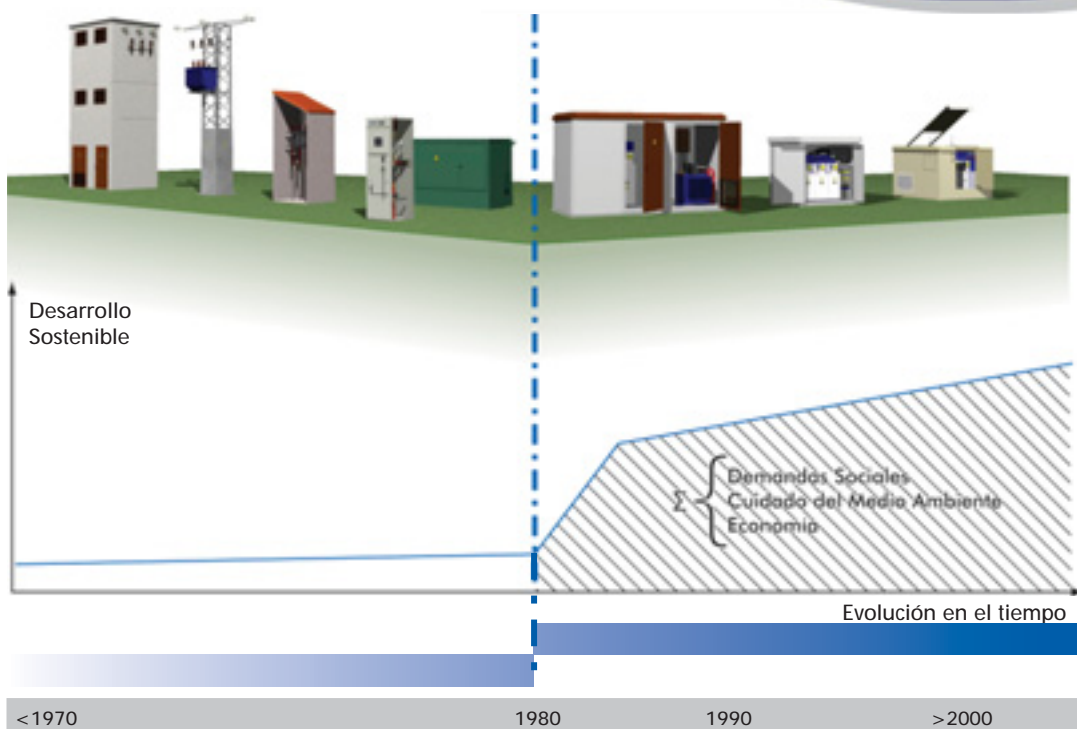 Desarrollo
Sostenible
Σ { Demandas Sociales
Cuidado del Medio Ambiente
Economía
Evolución en el tiempo
<1970 1980 1990 >2000